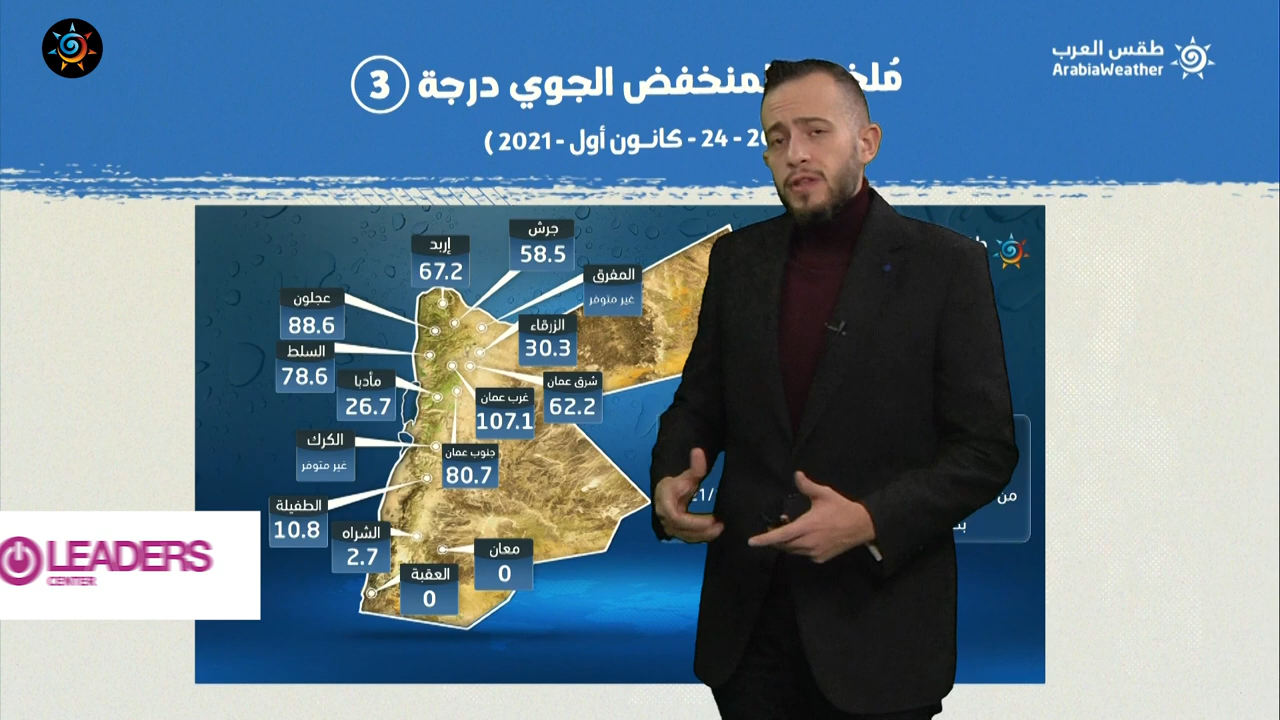 طقس العرب
ArabiaWeather
المنخفض الجوي درجة 3
24 - كانون أول - 2021 )
جرش
58.5
إربد
67.2
المفرق
غير متوفر
عجلون
88.6
الزرقاء
30.3
السلط
78.6
مأدبا
26.7
شرق عمان
62.2
غرب عمان
107.1
الكرك
غير متوفر
جنوب عمان
80.7
الطفيلة
10.8
الشراه
2.7
معان
0
العقبة
0
من
LEADERS
CENTER